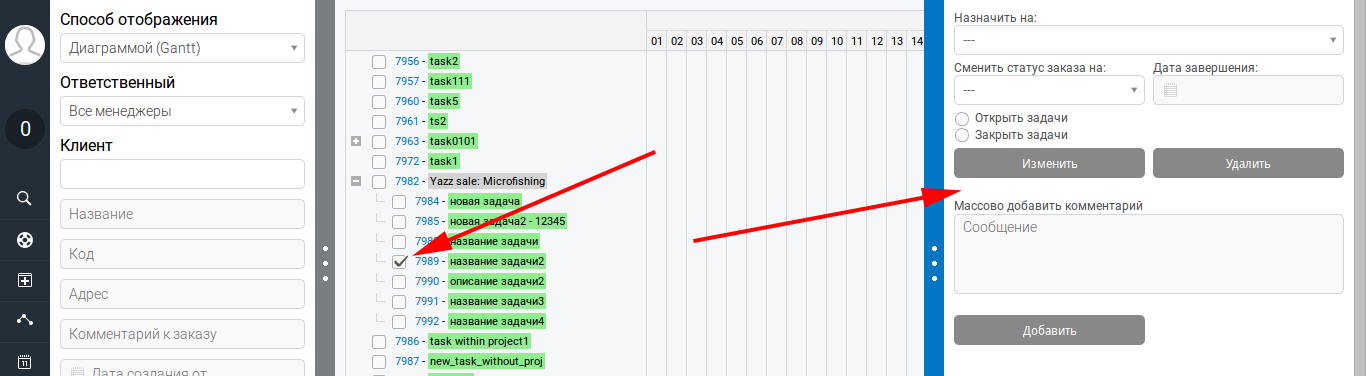 0
11
Способ отображения
Диаграммой (Gantt)
Ответственный
Все менеджеры
Клиент
Название
Код
Адрес
Комментарий к заказу
Дата создания от
01 02 03 04 05 06 07 08 09 10 11 12 13 14
7956 - task2
7957 - task111
7960 - task5
7961 - ts2
7963 - task0101
7972 - task1
7982 - Yazz sale: Microfishing
7984 - новая задача
7985 - новая задача2 - 12345
название задачи
7989 - название задачи2
7990 - описание задачи2
7991 - название задачи3
7992 - название задачи4
7986 - task within project1
7987 - new_task_without_proj
Назначить на:
---
Сменить статус заказа на:
Дата завершения:
---
Открыть задачи
Закрыть задачи
Изменить
Удалить
Массово добавить комментарий
Сообщение
Добавить